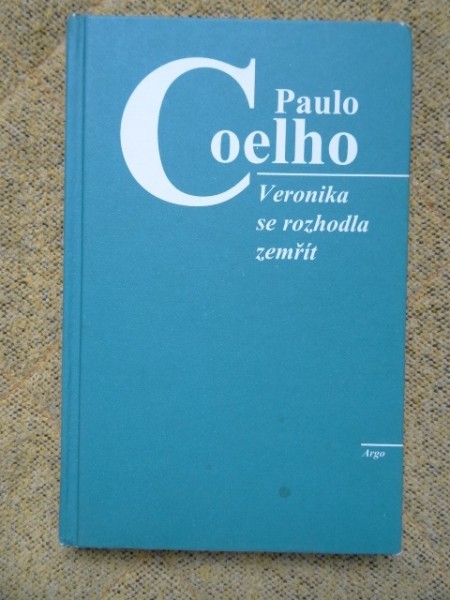 Paulo
Coelho
Veronika
se rozhodla
zemřít
Argo